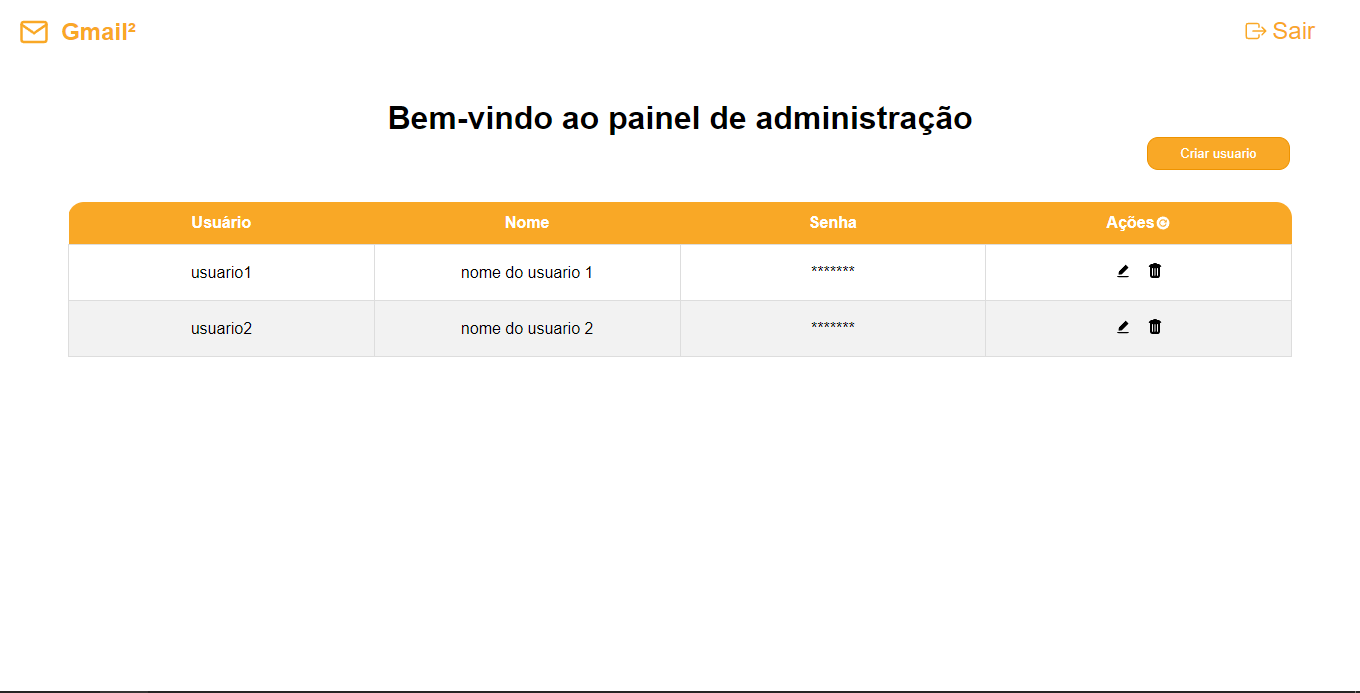 Gmail²
Sair
Bem-vindo ao painel de administração
Criar usuario
Usuário Nome Senha Ações
usuario1 nome do usuario 1 *******
usuario2 nome do usuario 2 *******